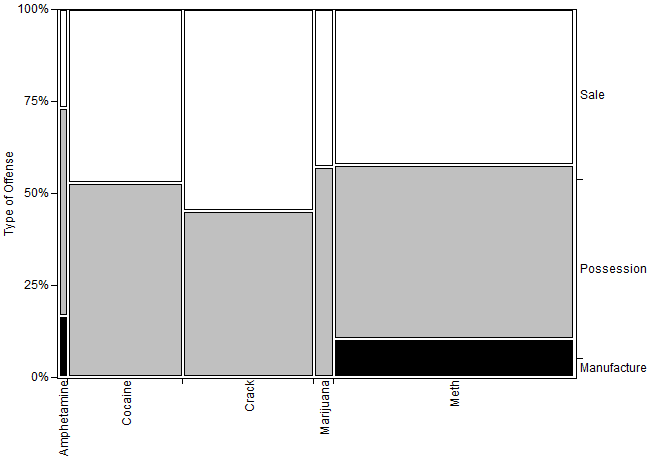 100%
75%
50%
25%
0%
Type of Offense
Sale
Possession
Manufacture
Amphetamine
Cocaine
Crack
Marijuana
Meth